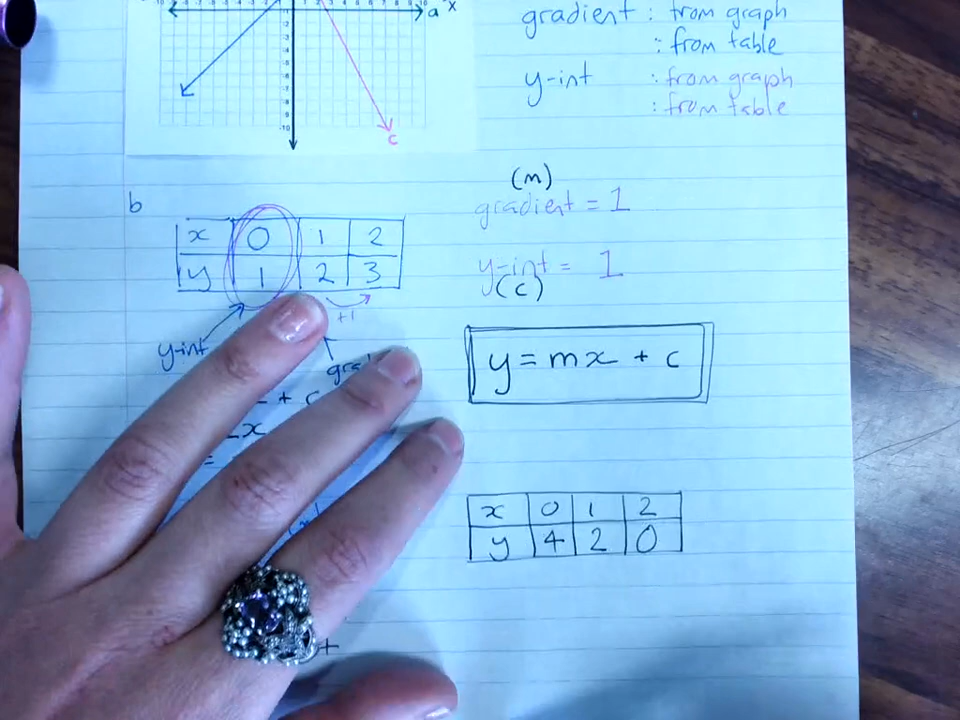 a x
gradient : from graph
: from table
y-int : from graph
: from table
-10
c
b
(m)
gradient = 1
x 0 1 2
y 1 2 3
y-int = 1
(c)
+1
y-int
y = mx + c
+ c
x
=
x 0 1 2
y 4 2 0
+